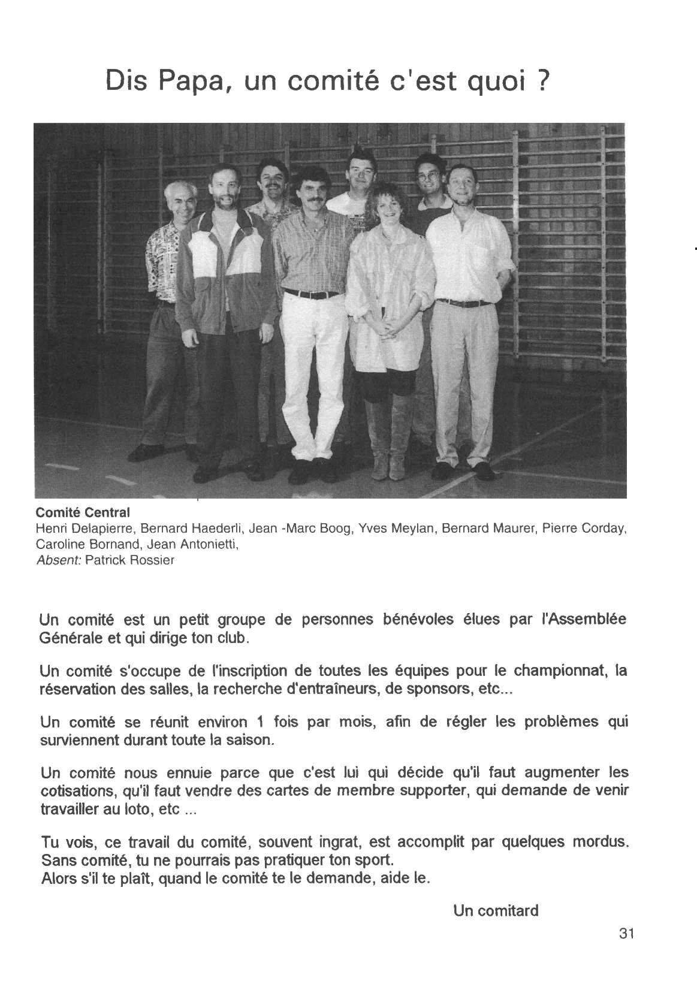 Dis Papa, un comité c'est quoi ?
Comité Central
Henri Delapierre, Bernard Haederli, Jean -Marc Boog, Yves Meylan, Bernard Maurer, Pierre Corday,
Caroline Bornand, Jean Antonietti,
Absent: Patrick Rossier
Un comité est un petit groupe de personnes bénévoles élues par l'Assemblée
Générale et qui dirige ton club.
Un comité s'occupe de l'inscription de toutes les équipes pour le championnat, la
réservation des salles, la recherche d'entraîneurs, de sponsors, etc...
Un comité se réunit environ 1 fois par mois, afin de régler les problèmes qui
surviennent durant toute la saison.
Un comité nous ennuie parce que c'est lui qui décide qu'il faut augmenter les
cotisations, qu'il faut vendre des cartes de membre supporter, qui demande de venir
travailler au loto, etc ...
Tu vois, ce travail du comité, souvent ingrat, est accomplit par quelques mordus.
Sans comité, tu ne pourrais pas pratiquer ton sport.
Alors s'il te plaît, quand le comité te le demande, aide le.
Un comitard
31